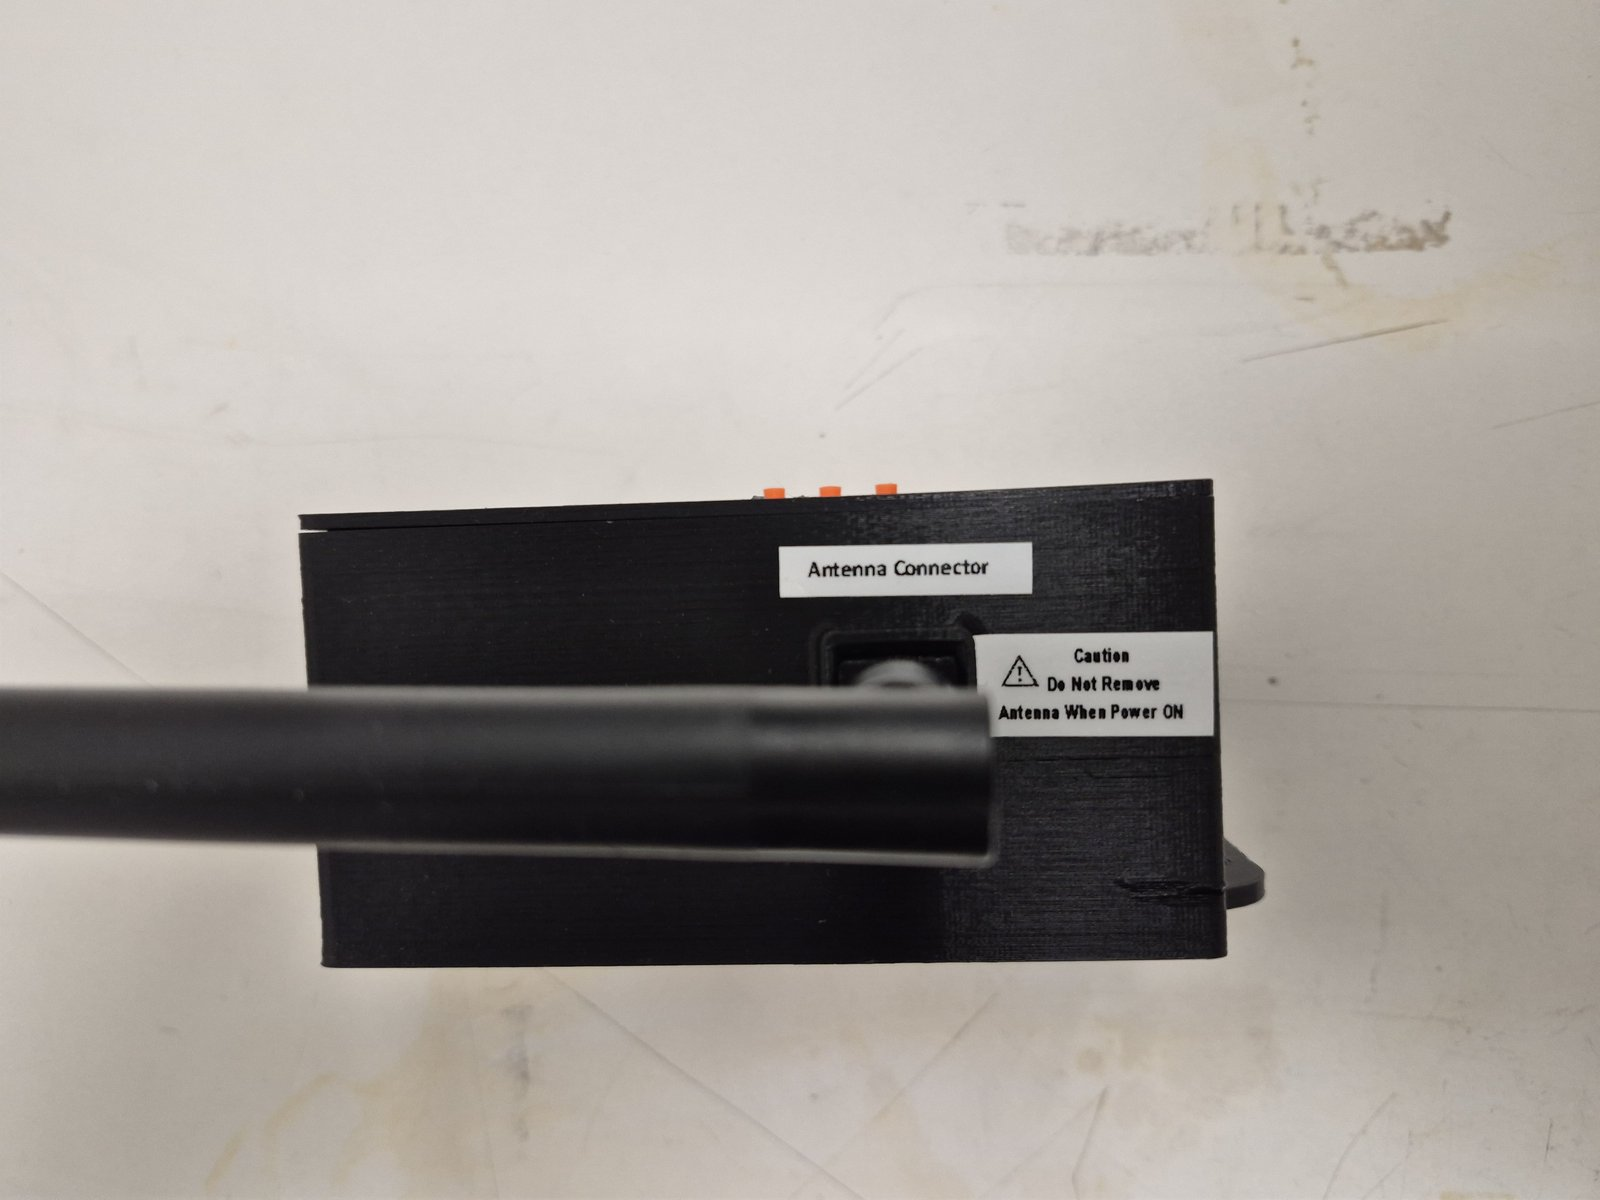 Antenna Connector
Caution
Do Not Remove
Antenna When Power ON